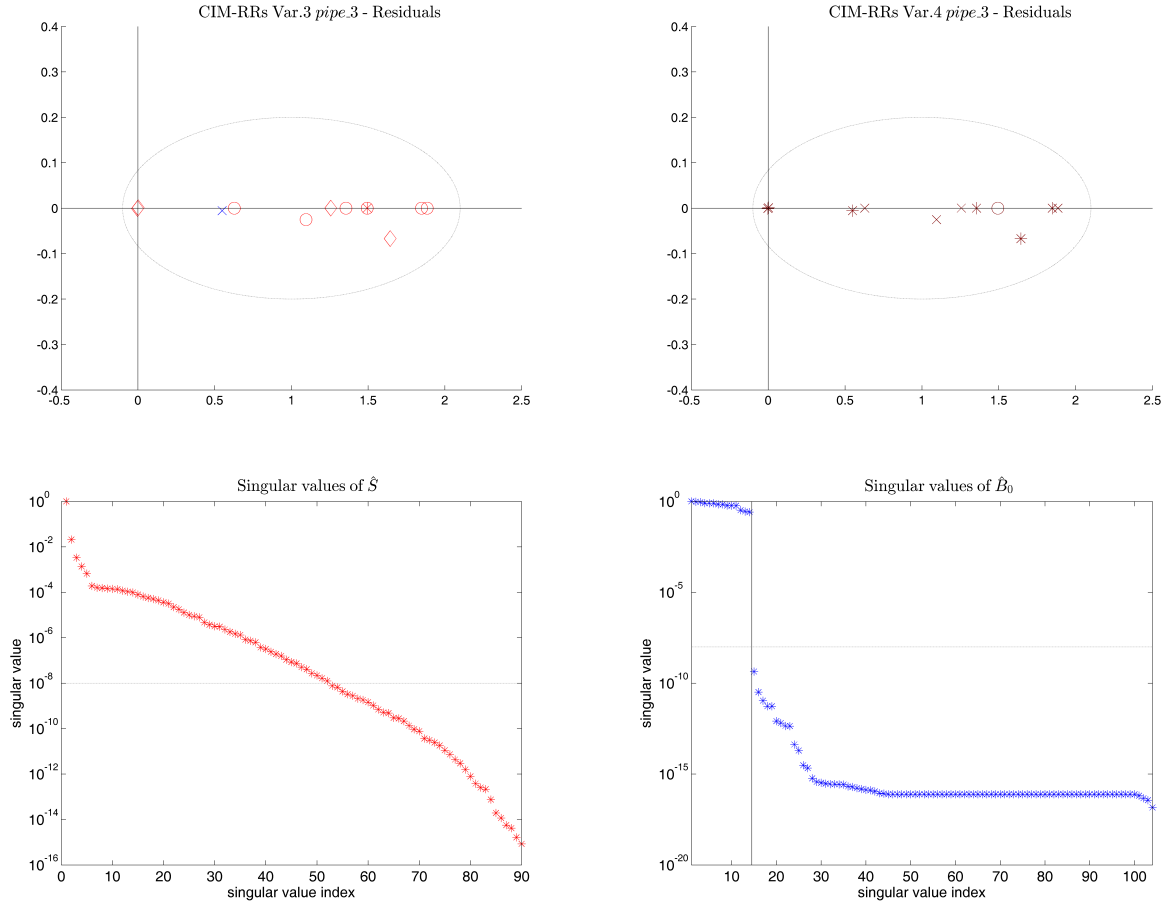 CIM-RRs Var.3 pipe_3 - Residuals
0.4
0.3
0.2
0.1
0
-0.1
-0.2
-0.3
-0.4
-0.5 0 0.5 1 1.5 2 2.5
CIM-RRs Var.4 pipe_3 - Residuals
0.4
0.3
0.2
0.1
0
-0.1
-0.2
-0.3
-0.4
-0.5 0 0.5 1 1.5 2 2.5
Singular values of Ŝ
singular value
10^0
10^-2
10^-4
10^-6
10^-8
10^-10
10^-12
10^-14
10^-16
0 10 20 30 40 50 60 70 80 90
singular value index
Singular values of B̂₀
singular value
10^0
10^-5
10^-10
10^-15
10^-20
10 20 30 40 50 60 70 80 90 100
singular value index